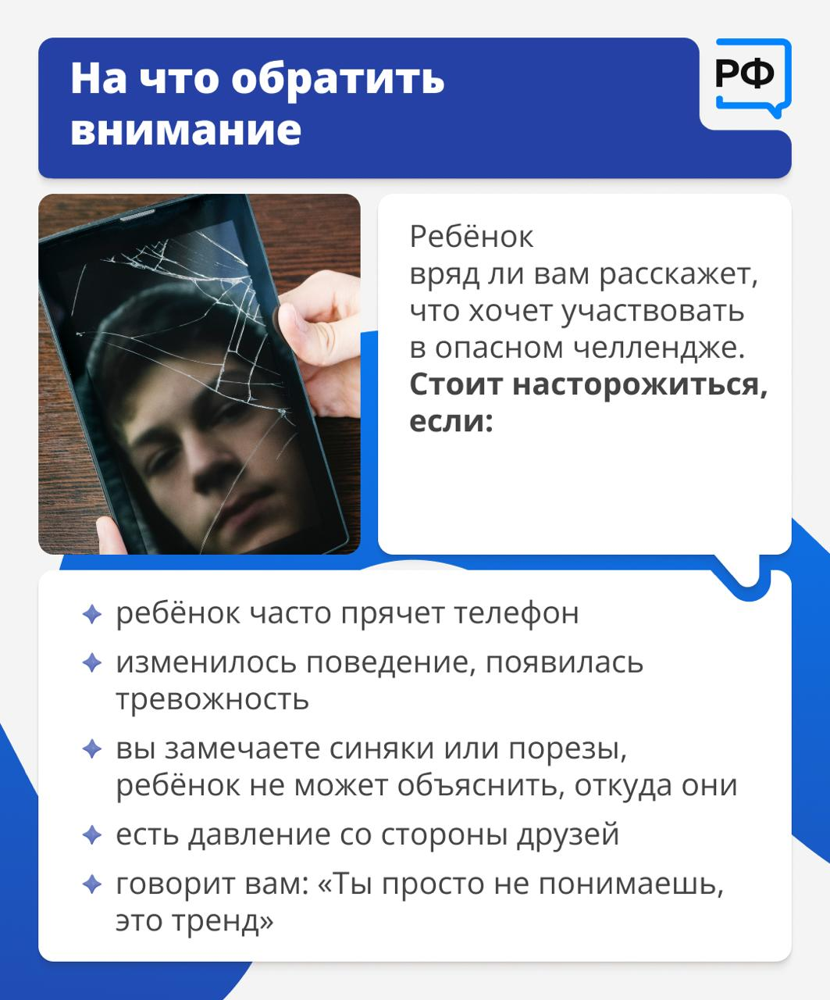 На что обратить
внимание
РФ
Ребёнок
вряд ли вам расскажет,
что хочет участвовать
в опасном челлендже.
Стоит насторожиться,
если:
ребёнок часто прячет телефон
изменилось поведение, появилась
тревожность
вы замечаете синяки или порезы,
ребёнок не может объяснить, откуда они
есть давление со стороны друзей
говорит вам: «Ты просто не понимаешь,
это тренд»